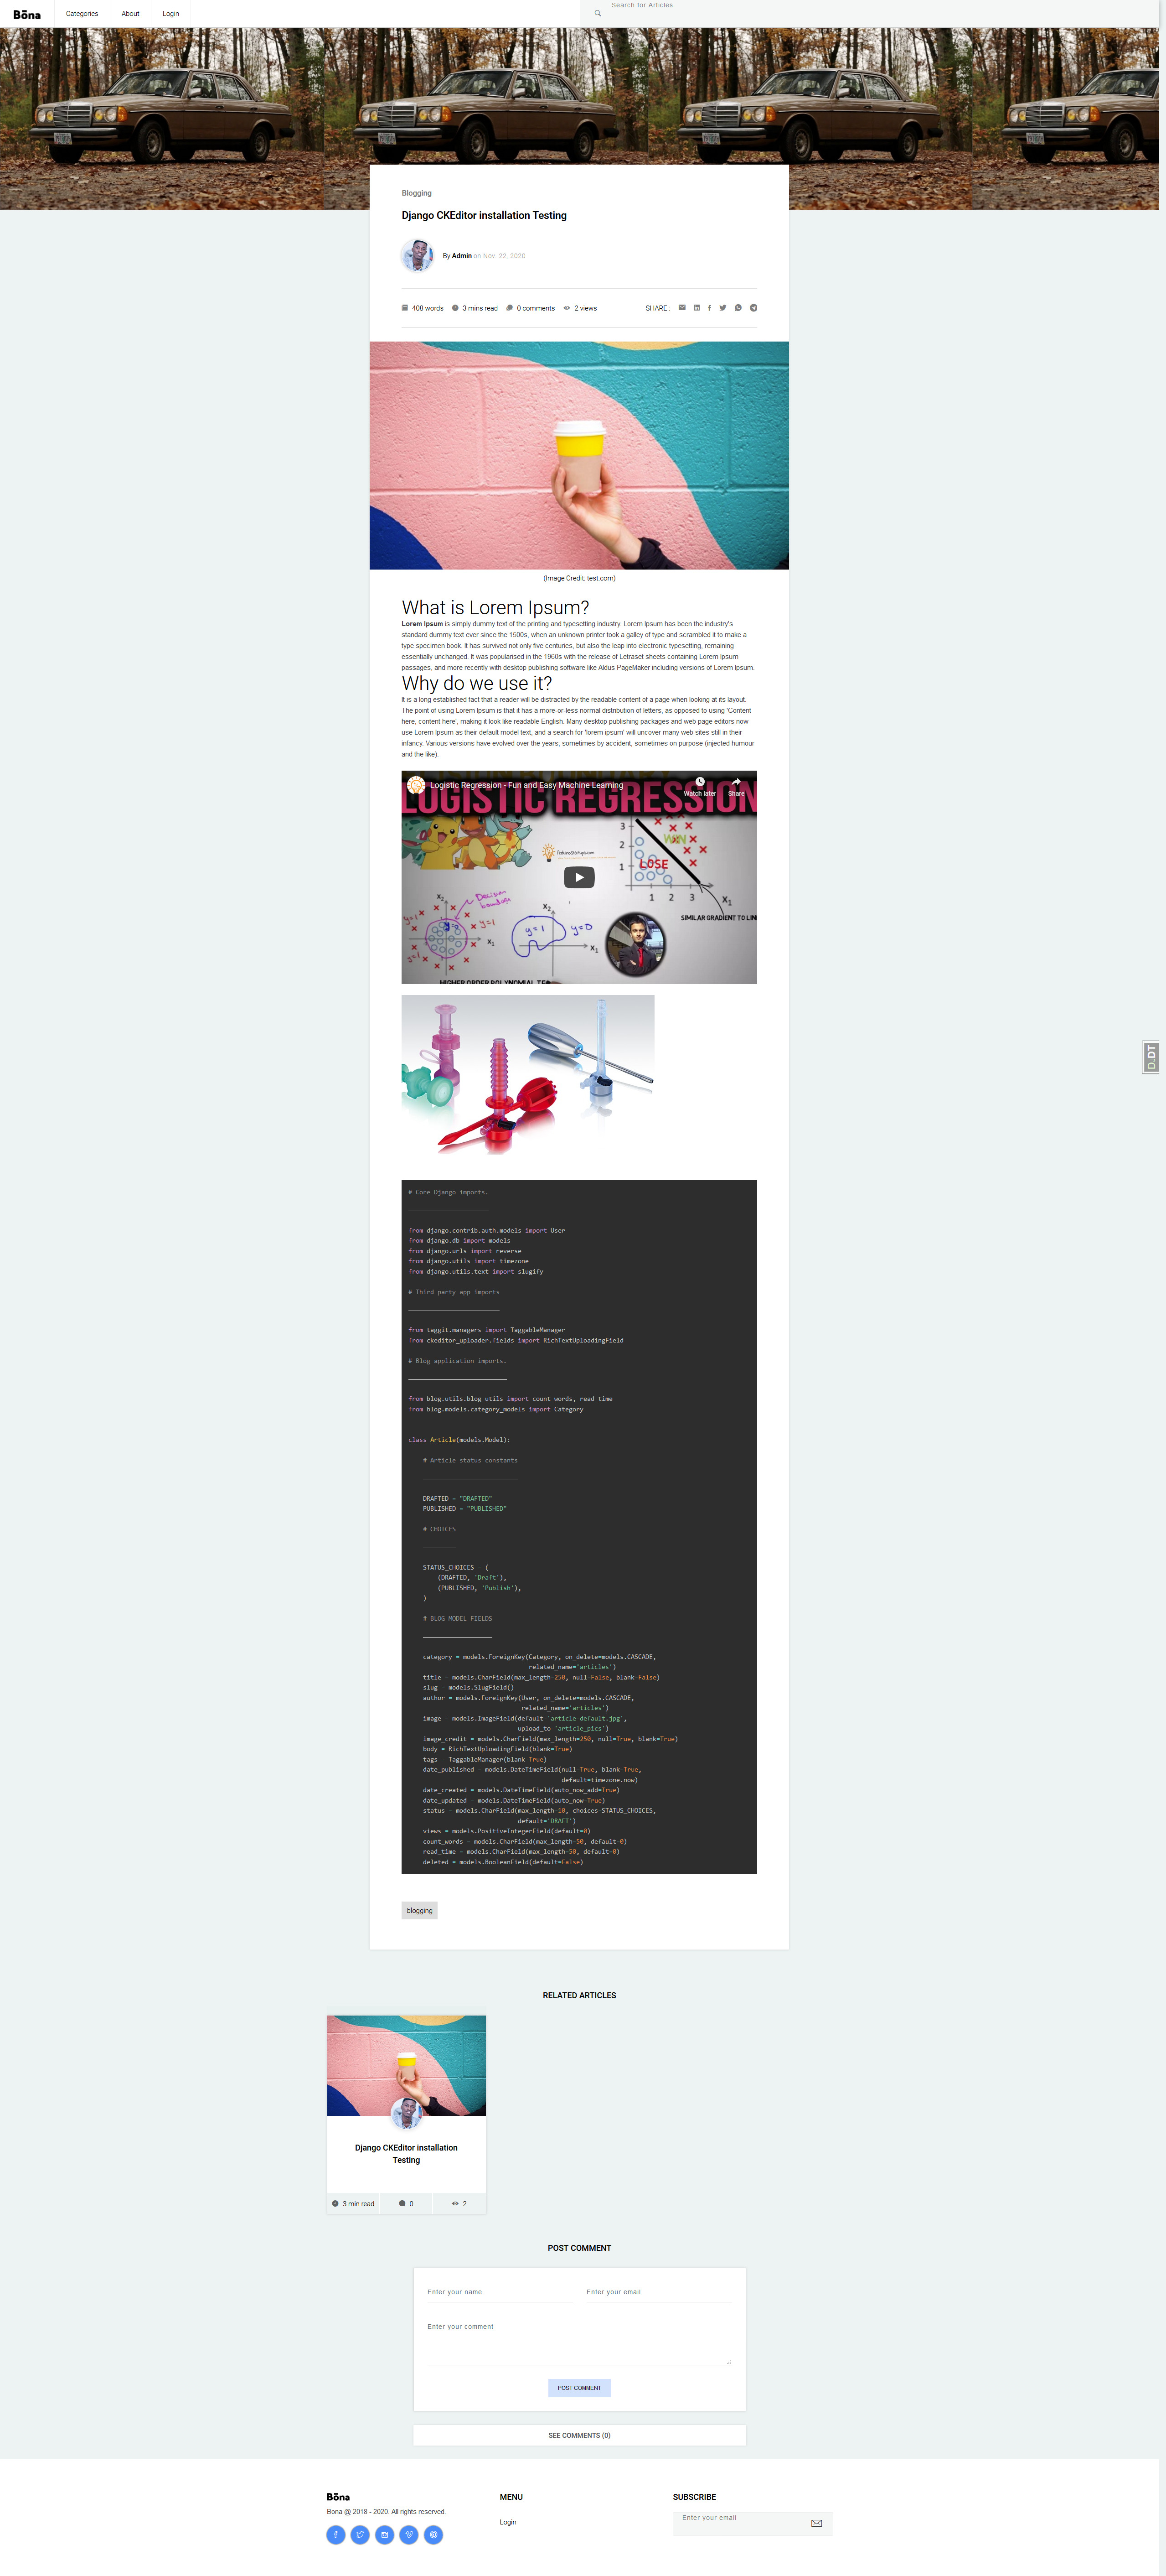 Bōna
Categories
About
Login
Search for Articles
Blogging
Django CKEditor installation Testing
By Admin on Nov. 22, 2020
408 words
3 mins read
0 comments
2 views
SHARE :
(Image Credit: test.com)
What is Lorem Ipsum?
Lorem Ipsum is simply dummy text of the printing and typesetting industry. Lorem Ipsum has been the industry's
standard dummy text ever since the 1500s, when an unknown printer took a galley of type and scrambled it to make a
type specimen book. It has survived not only five centuries, but also the leap into electronic typesetting, remaining
essentially unchanged. It was popularised in the 1960s with the release of Letraset sheets containing Lorem Ipsum
passages, and more recently with desktop publishing software like Aldus PageMaker including versions of Lorem Ipsum.
Why do we use it?
It is a long established fact that a reader will be distracted by the readable content of a page when looking at its layout.
The point of using Lorem Ipsum is that it has a more-or-less normal distribution of letters, as opposed to using 'Content
here, content here', making it look like readable English. Many desktop publishing packages and web page editors now
use Lorem Ipsum as their default model text, and a search for 'lorem ipsum' will uncover many web sites still in their
infancy. Various versions have evolved over the years, sometimes by accident, sometimes on purpose (injected humour
and the like).
Logistic Regression - Fun and Easy Machine Learning
Watch later
Share
LOGISTIC REGRESSION
WIN
LOSE
3
2
1
1 2 3 X1
SIMILAR GRADIENT TO LIN
Decision
boundary
X2
y=1
y=1
X1
X2
y=1
y=0
X1
HIGHER ORDER POLYNOMIAL TE
DjDT
# Core Django imports.
from django.contrib.auth.models import User
from django.db import models
from django.urls import reverse
from django.utils import timezone
from django.utils.text import slugify
# Third party app imports
from taggit.managers import TaggableManager
from ckeditor_uploader.fields import RichTextUploadingField
# Blog application imports.
from blog.utils.blog_utils import count_words, read_time
from blog.models.category_models import Category
class Article(models.Model):
# Article status constants
DRAFTED = "DRAFTED"
PUBLISHED = "PUBLISHED"
# CHOICES
STATUS_CHOICES = (
(DRAFTED, 'Draft'),
(PUBLISHED, 'Publish'),
)
# BLOG MODEL FIELDS
category = models.ForeignKey(Category, on_delete=models.CASCADE,
related_name='articles')
title = models.CharField(max_length=250, null=False, blank=False)
slug = models.SlugField()
author = models.ForeignKey(User, on_delete=models.CASCADE,
related_name='articles')
image = models.ImageField(default='article-default.jpg',
upload_to='article_pics')
image_credit = models.CharField(max_length=250, null=True, blank=True)
body = RichTextUploadingField(blank=True)
tags = TaggableManager(blank=True)
date_published = models.DateTimeField(null=True, blank=True,
default=timezone.now)
date_created = models.DateTimeField(auto_now_add=True)
date_updated = models.DateTimeField(auto_now=True)
status = models.CharField(max_length=10, choices=STATUS_CHOICES,
default='DRAFT')
views = models.PositiveIntegerField(default=0)
count_words = models.CharField(max_length=50, default=0)
read_time = models.CharField(max_length=50, default=0)
deleted = models.BooleanField(default=False)
blogging
RELATED ARTICLES
Django CKEditor installation
Testing
3 min read
0
2
POST COMMENT
Enter your name
Enter your email
Enter your comment
POST COMMENT
SEE COMMENTS (0)
Bōna
Bona @ 2018 - 2020. All rights reserved.
MENU
Login
SUBSCRIBE
Enter your email